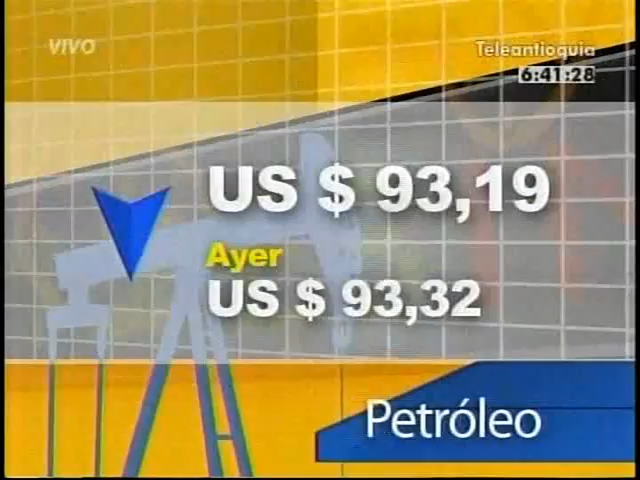 VIVO
Teleantioquia
6:41:28
US $ 93,19
Ayer
US $ 93,32
Petróleo